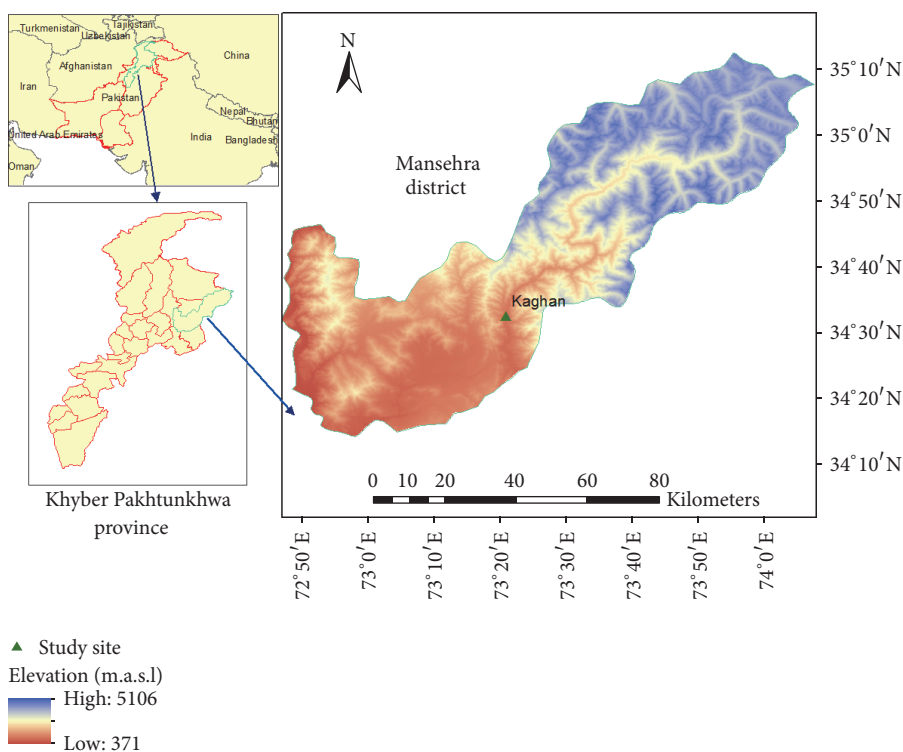 Turkmenistan
Tajikistan
Uzbekistan
China
Afghanistan
Iran
Pakistan
Nepal
Bhutan
United Arab Emirates
India
Bangladesh
Oman
Khyber Pakhtunkhwa
province
N
Mansehra
district
Kaghan
35°10′N
35°0′N
34°50′N
34°40′N
34°30′N
34°20′N
34°10′N
0 10 20 40 60 80
Kilometers
72°50′E
73°0′E
73°10′E
73°20′E
73°30′E
73°40′E
73°50′E
74°0′E
Study site
Elevation (m.a.s.l)
High: 5106
Low: 371